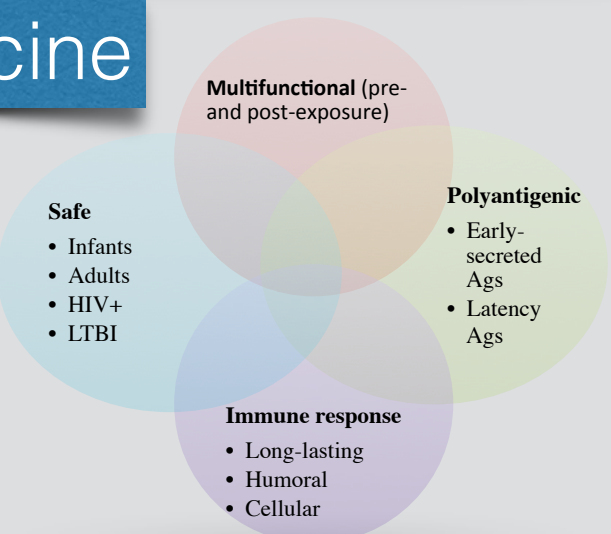 cine
Multifunctional (pre-
and post-exposure)
Safe
• Infants
• Adults
• HIV+
• LTBI
Polyantigenic
• Early-
secreted
Ags
• Latency
Ags
Immune response
• Long-lasting
• Humoral
• Cellular